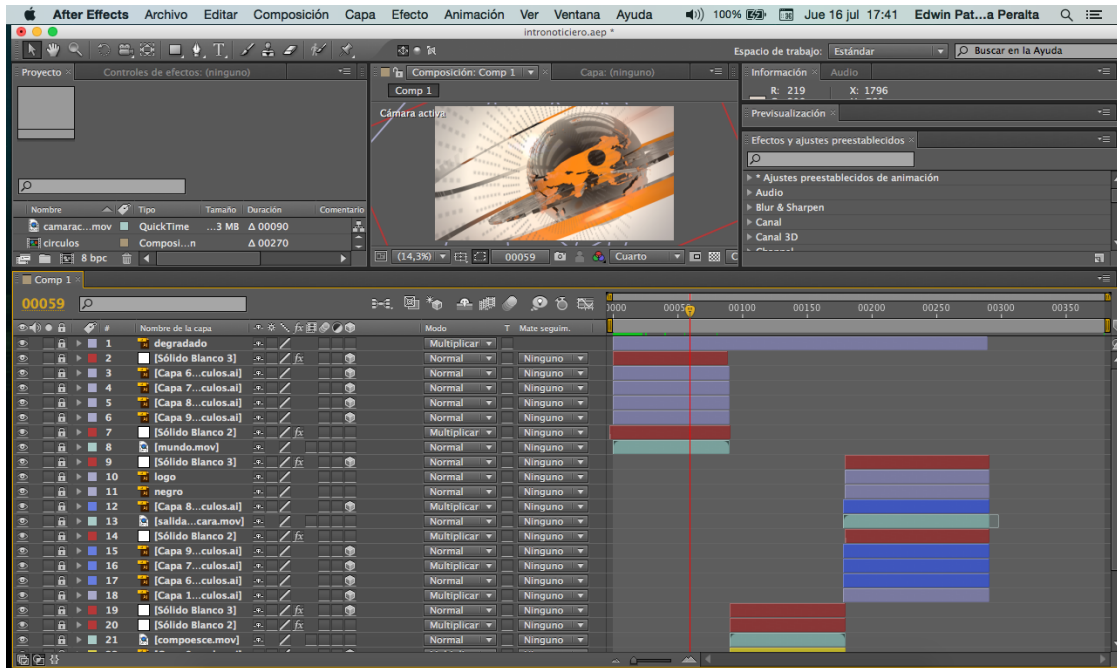 After Effects Archivo Editar Composición Capa Efecto Animación Ver Ventana Ayuda 100% Jue 16 jul 17:41 Edwin Pat...a Peralta
intronoticiero.aep *
Espacio de trabajo: Estándar Buscar en la Ayuda
Proyecto Controles de efectos: (ninguno) Composición: Comp 1 Capa: (ninguno) Información Audio
Comp 1 R: 219 X: 1796
Cámara activa
Previsualización
Efectos y ajustes preestablecidos
* Ajustes preestablecidos de animación
Audio
Blur & Sharpen
Canal
Canal 3D
Nombre Tipo Tamaño Duración Comentario
camarac...mov QuickTime ...3 MB Δ 00090
circulos Composi...n Δ 00270
8 bpc (14,3%) 00059 Cuarto
Comp 1
00059
0000 00100 00150 00200 00250 00300 00350
# Nombre de la capa Modo T Mate seguim.
1 degradado Multiplicar
2 [Sólido Blanco 3] Normal Ninguno
3 [Capa 6...culos.ai] Normal Ninguno
4 [Capa 7...culos.ai] Normal Ninguno
5 [Capa 8...culos.ai] Normal Ninguno
6 [Capa 9...culos.ai] Normal Ninguno
7 [Sólido Blanco 2] Multiplicar Ninguno
8 [mundo.mov] Normal Ninguno
9 [Sólido Blanco 3] Normal Ninguno
10 logo Normal Ninguno
11 negro Normal Ninguno
12 [Capa 8...culos.ai] Multiplicar Ninguno
13 [salida...cara.mov] Normal Ninguno
14 [Sólido Blanco 2] Multiplicar Ninguno
15 [Capa 9...culos.ai] Normal Ninguno
16 [Capa 7...culos.ai] Multiplicar Ninguno
17 [Capa 6...culos.ai] Normal Ninguno
18 [Capa 1...culos.ai] Multiplicar Ninguno
19 [Sólido Blanco 3] Normal Ninguno
20 [Sólido Blanco 2] Multiplicar Ninguno
21 [compoesce.mov] Normal Ninguno